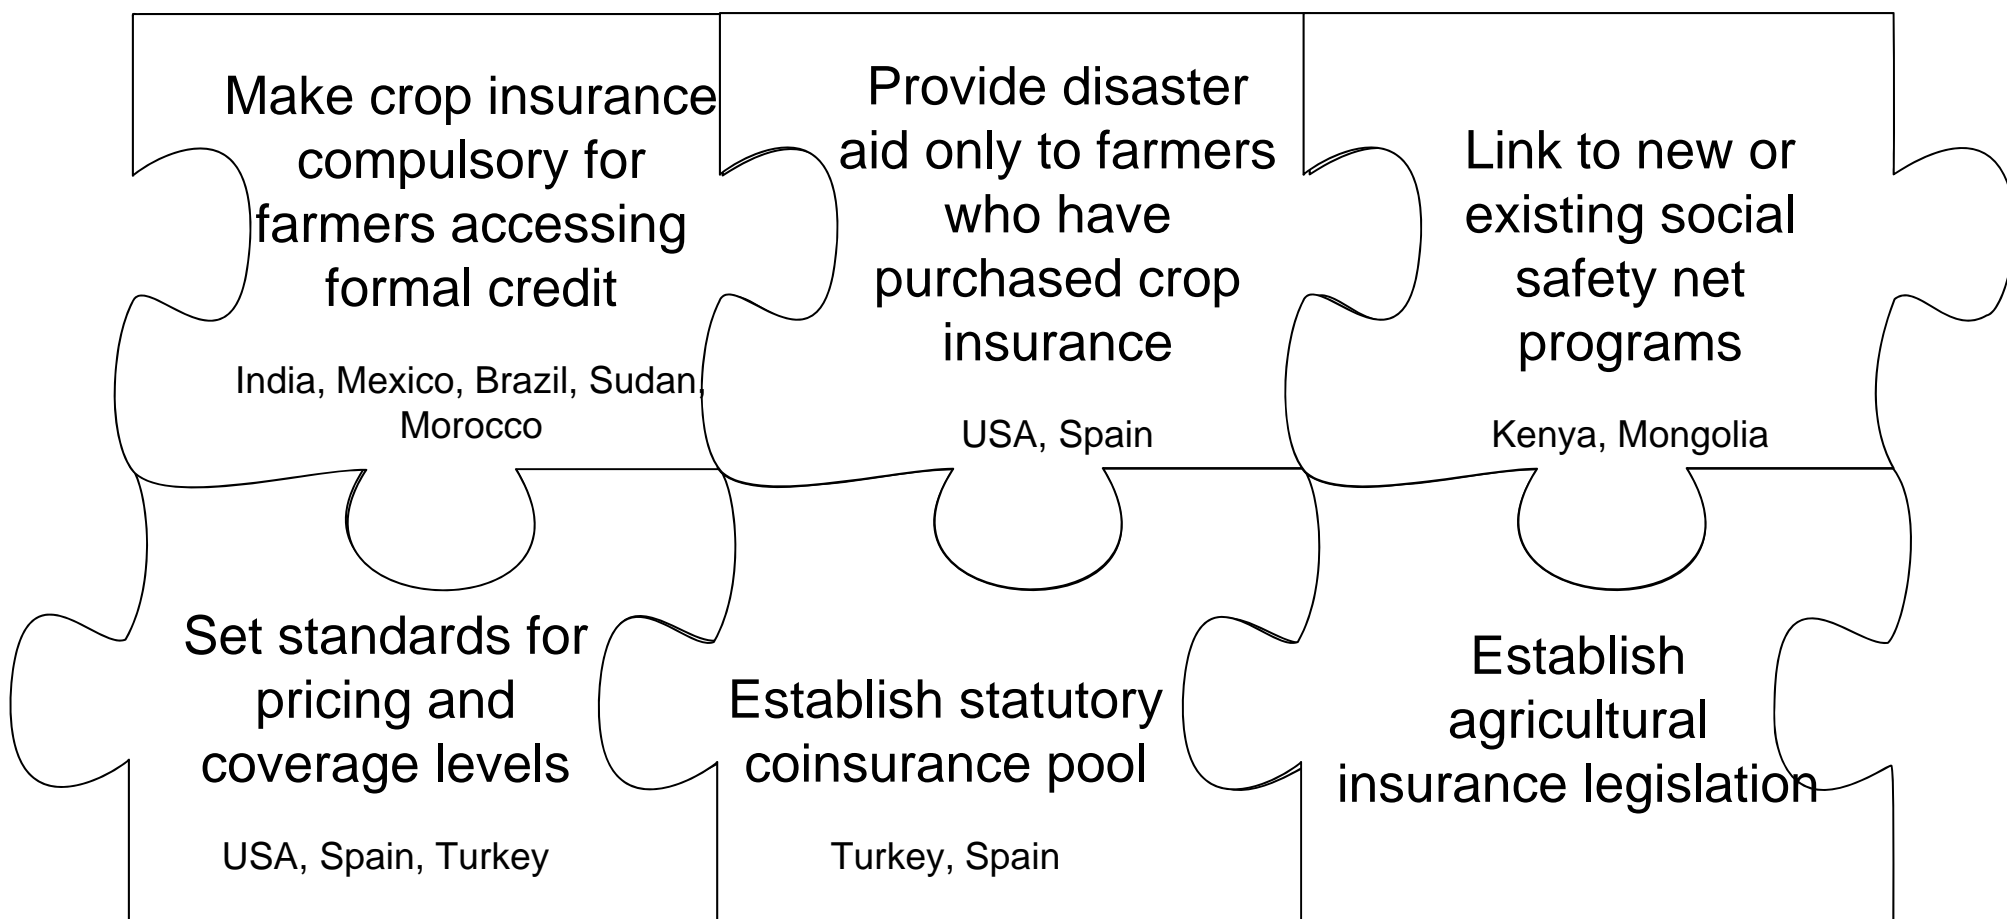 Make crop insurance
compulsory for
farmers accessing
formal credit
India, Mexico, Brazil, Sudan,
Morocco
Provide disaster
aid only to farmers
who have
purchased crop
insurance
USA, Spain
Link to new or
existing social
safety net
programs
Kenya, Mongolia
Set standards for
pricing and
coverage levels
USA, Spain, Turkey
Establish statutory
coinsurance pool
Turkey, Spain
Establish
agricultural
insurance legislation